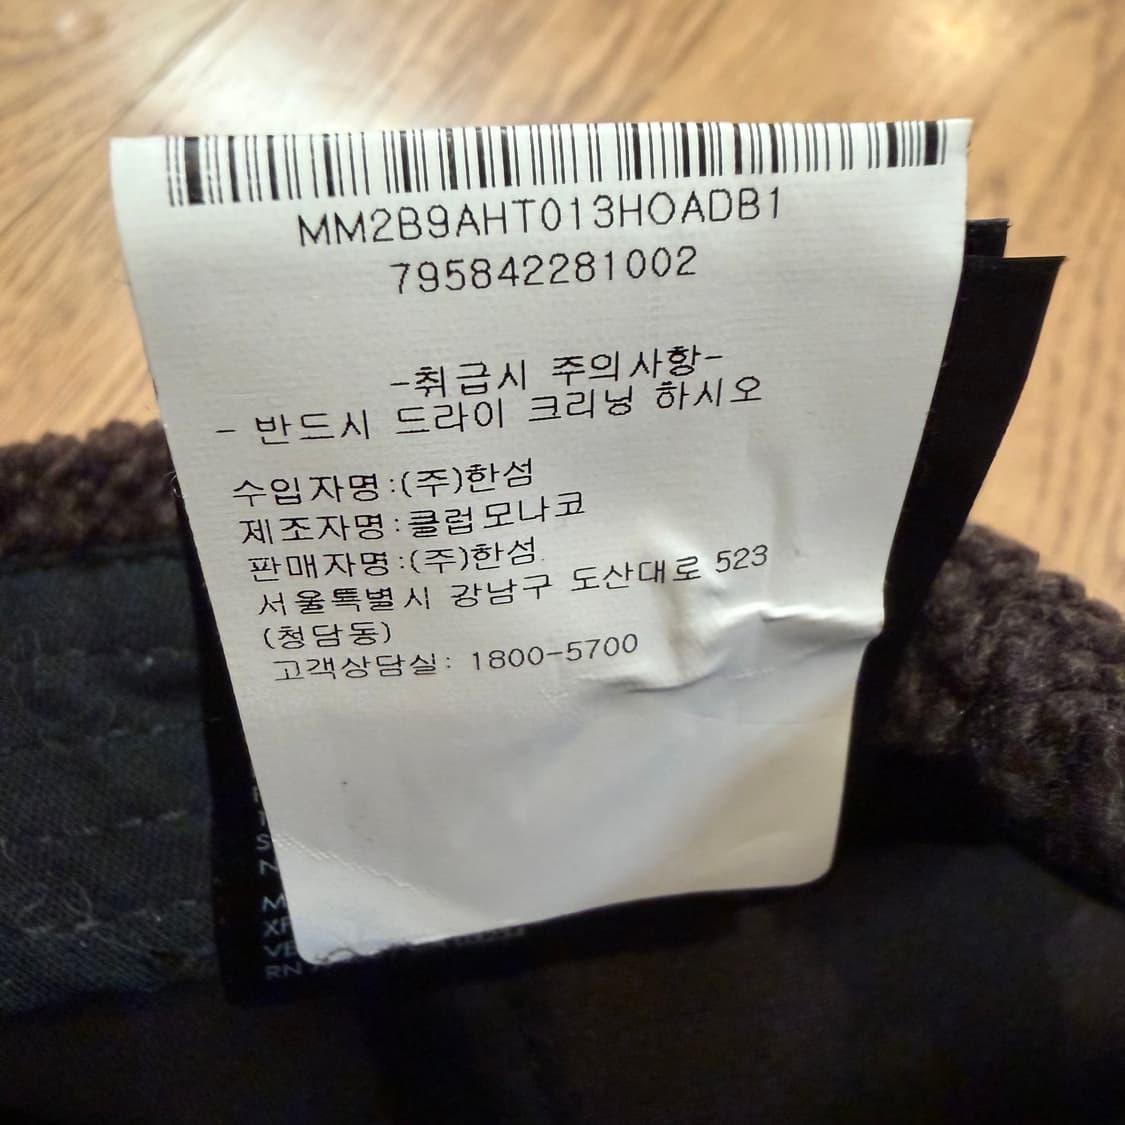 MM2B9AHT013HOADB1
795842281002
-취급시 주의사항-
- 반드시 드라이 크리닝 하시오
수입자명:(주)한섬
제조자명:클럽모나코
판매자명:(주)한섬
서울특별시 강남구 도산대로 523
(청담동)
고객상담실: 1800-5700
RN